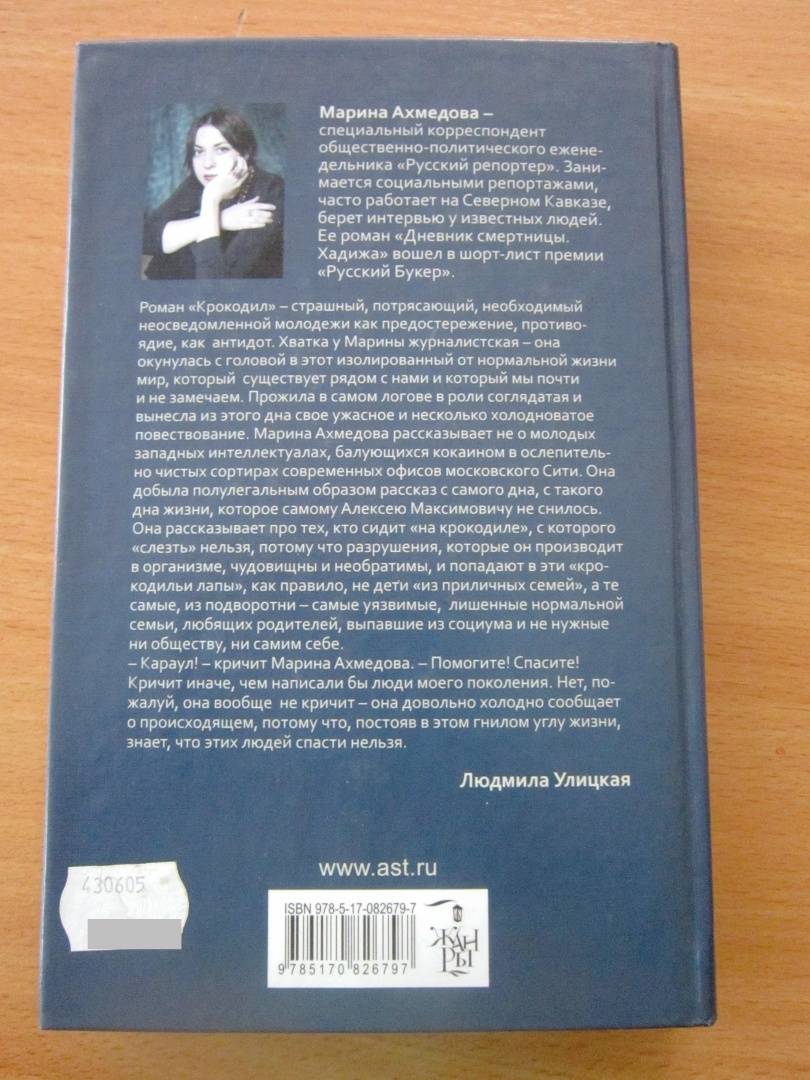 Марина Ахмедова –
специальный корреспондент
общественно-политического ежене-
дельника «Русский репортер». Зани-
мается социальными репортажами,
часто работает на Северном Кавказе,
берет интервью у известных людей.
Ее роман «Дневник смертницы.
Хадижа» вошел в шорт-лист премии
«Русский Букер».
Роман «Крокодил» – страшный, потрясающий, необходимый
неосведомленной молодежи как предостережение, противо-
ядие, как антидот. Хватка у Марины журналистская – она
окунулась с головой в этот изолированный от нормальной жизни
мир, который существует рядом с нами и который мы почти
и не замечаем. Прожила в самом логове в роли соглядатая и
вынесла из этого дна свое ужасное и несколько холодноватое
повествование. Марина Ахмедова рассказывает не о молодых
западных интеллектуалах, балующихся кокаином в ослепитель-
но чистых сортирах современных офисов московского Сити. Она
добыла полулегальным образом рассказ с самого дна, с такого
дна жизни, которое самому Алексею Максимовичу не снилось.
Она рассказывает про тех, кто сидит «на крокодиле», с которого
«слезть» нельзя, потому что разрушения, которые он производит
в организме, чудовищны и необратимы, и попадают в эти «кро-
кодильи лапы», как правило, не дети «из приличных семей», а те
самые, из подворотни – самые уязвимые, лишенные нормальной
семьи, любящих родителей, выпавшие из социума и не нужные
ни обществу, ни самим себе.
– Караул! – кричит Марина Ахмедова. – Помогите! Спасите!
Кричит иначе, чем написали бы люди моего поколения. Нет, по-
жалуй, она вообще не кричит – она довольно холодно сообщает
о происходящем, потому что, постояв в этом гнилом углу жизни,
знает, что этих людей спасти нельзя.
Людмила Улицкая
www.ast.ru
430605
ISBN 978-5-17-082679-7
9 785170 826797
ЖАН
РЫ